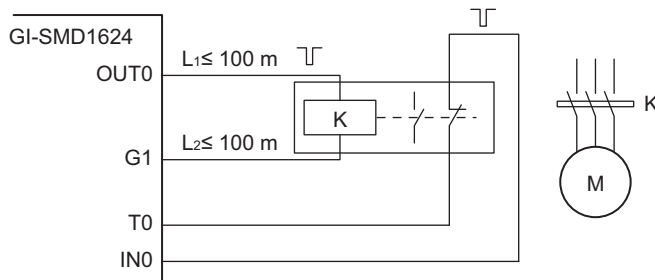 GI-SMD1624
OUT0
L₁≤ 100 m
K
G1
L₂≤ 100 m
T0
IN0
K
M